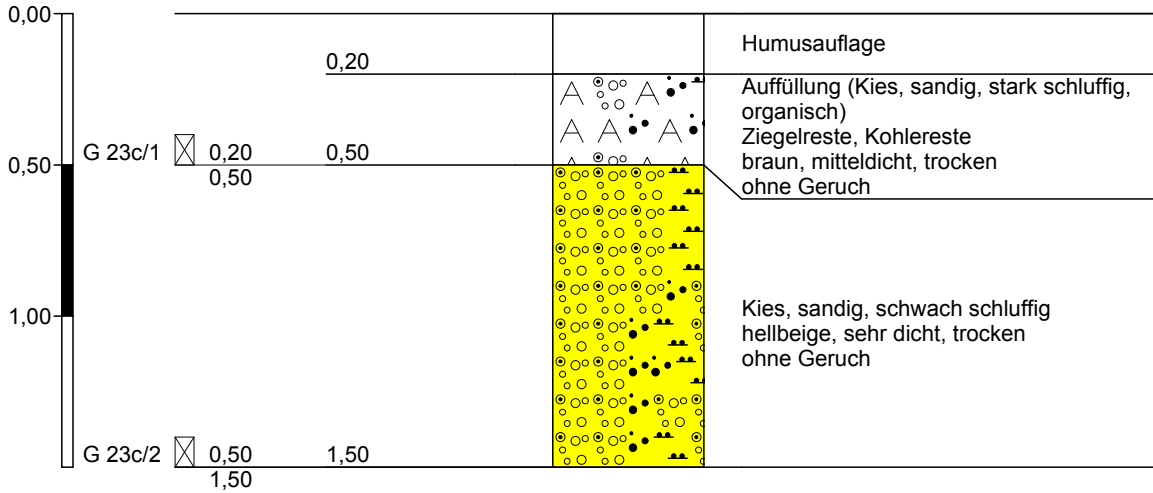 0,00
Humusauflage
0,20
Auffüllung (Kies, sandig, stark schluffig,
organisch)
Ziegelreste, Kohlereste
braun, mitteldicht, trocken
ohne Geruch
G 23c/1 0,20 0,50
0,50 0,50
1,00
Kies, sandig, schwach schluffig
hellbeige, sehr dicht, trocken
ohne Geruch
G 23c/2 0,50 1,50
1,50